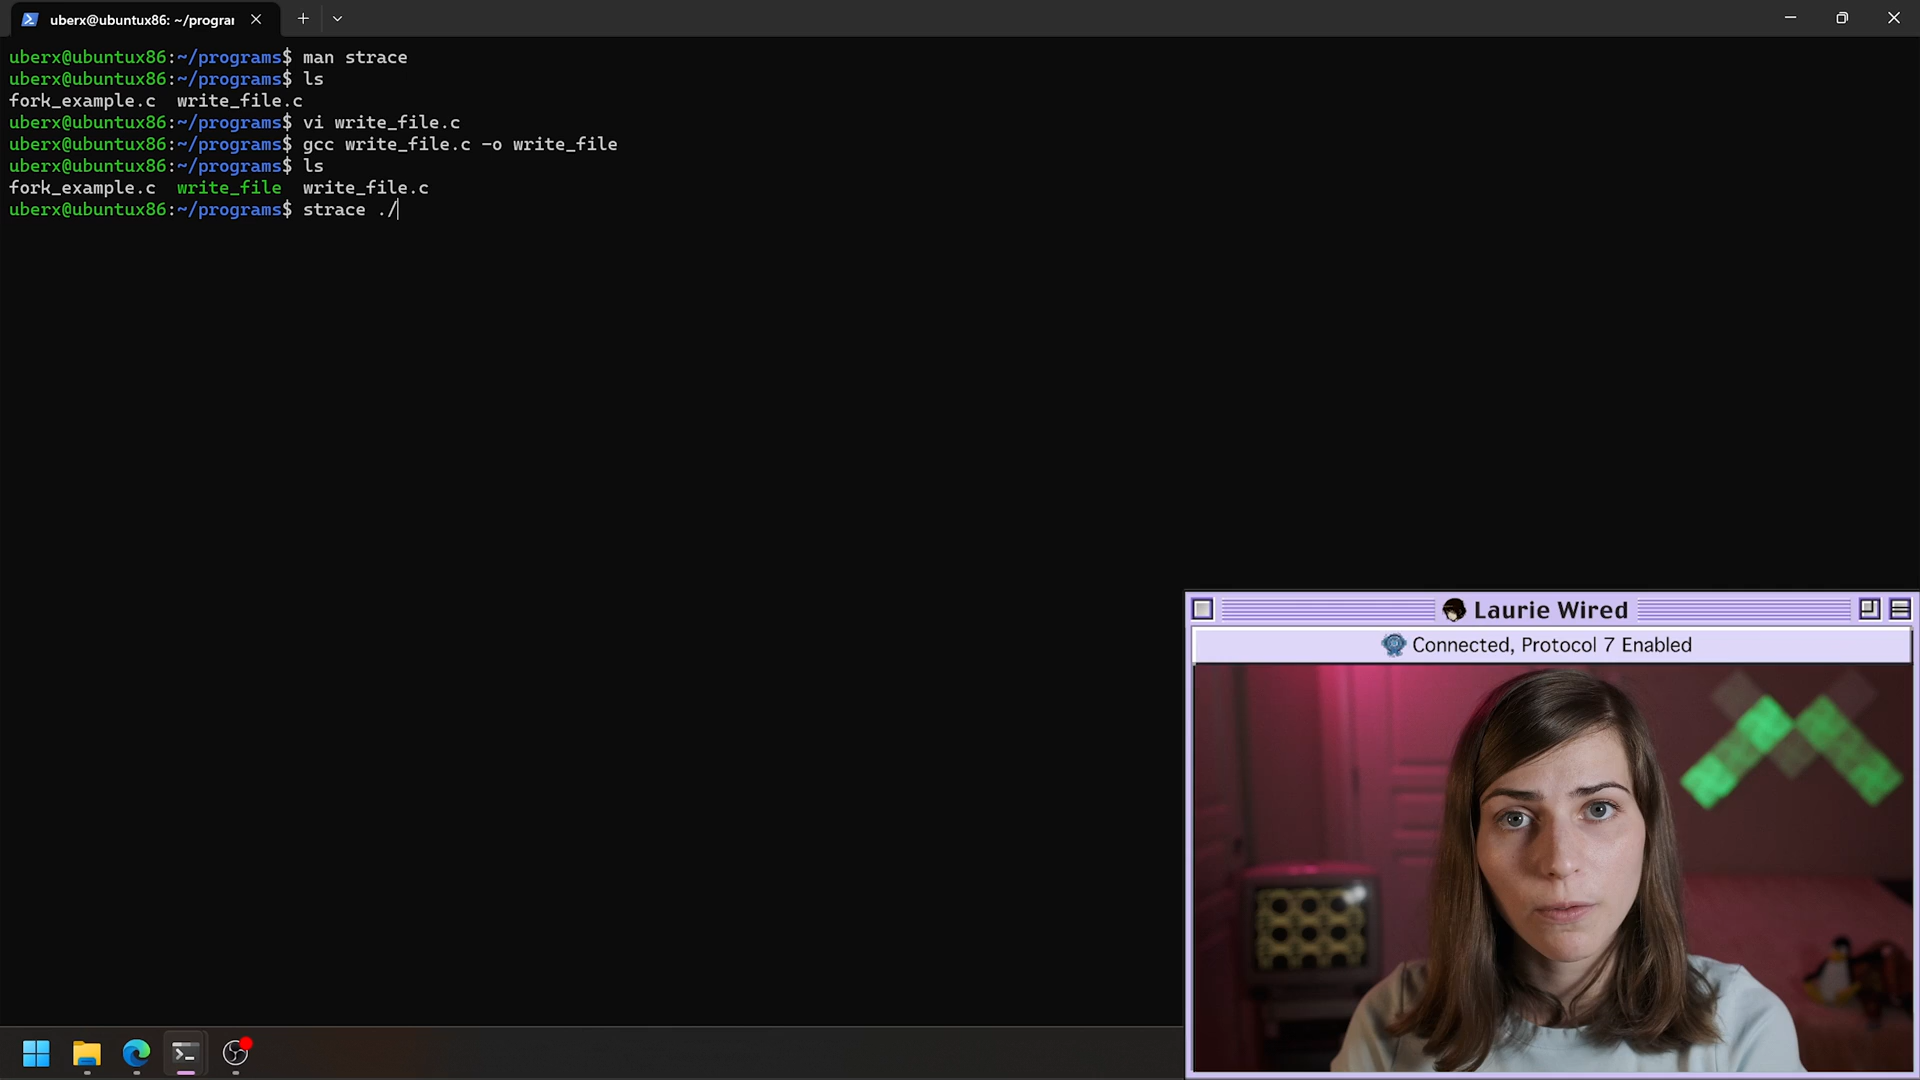 uberx@ubuntux86: ~/program
uberx@ubuntux86:~/programs$ man strace
uberx@ubuntux86:~/programs$ ls
fork_example.c  write_file.c
uberx@ubuntux86:~/programs$ vi write_file.c
uberx@ubuntux86:~/programs$ gcc write_file.c -o write_file
uberx@ubuntux86:~/programs$ ls
fork_example.c  write_file  write_file.c
uberx@ubuntux86:~/programs$ strace ./
Laurie Wired
Connected, Protocol 7 Enabled